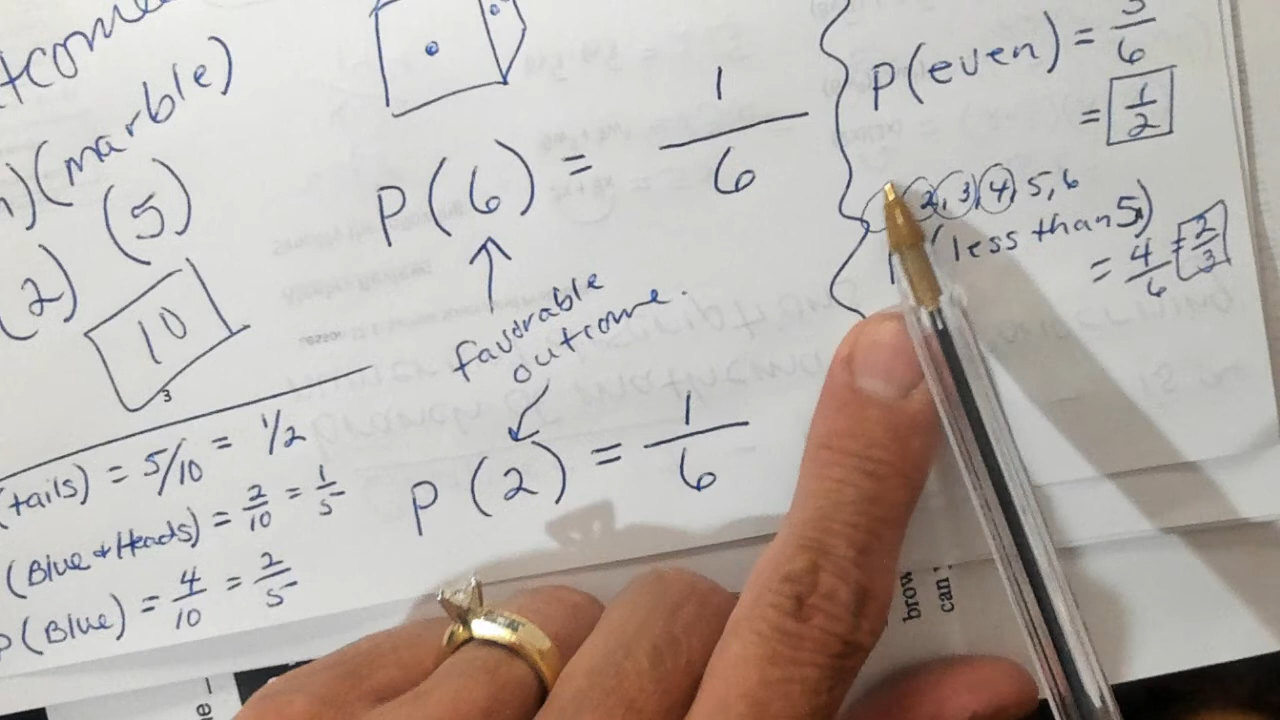 (marble)
(2) (5)
10
3
(tails) = 5/10 = 1/2
(Blue + Heads) = 2/10 = 1/5
P(Blue) = 4/10 = 2/5
P(6) = 1/6
favorable
outcome.
P(2) = 1/6
P(even) = 3/6
= 1/2
2, 3, 4, 5, 6
(less than 5)
= 4/6 = 2/3
brow
can